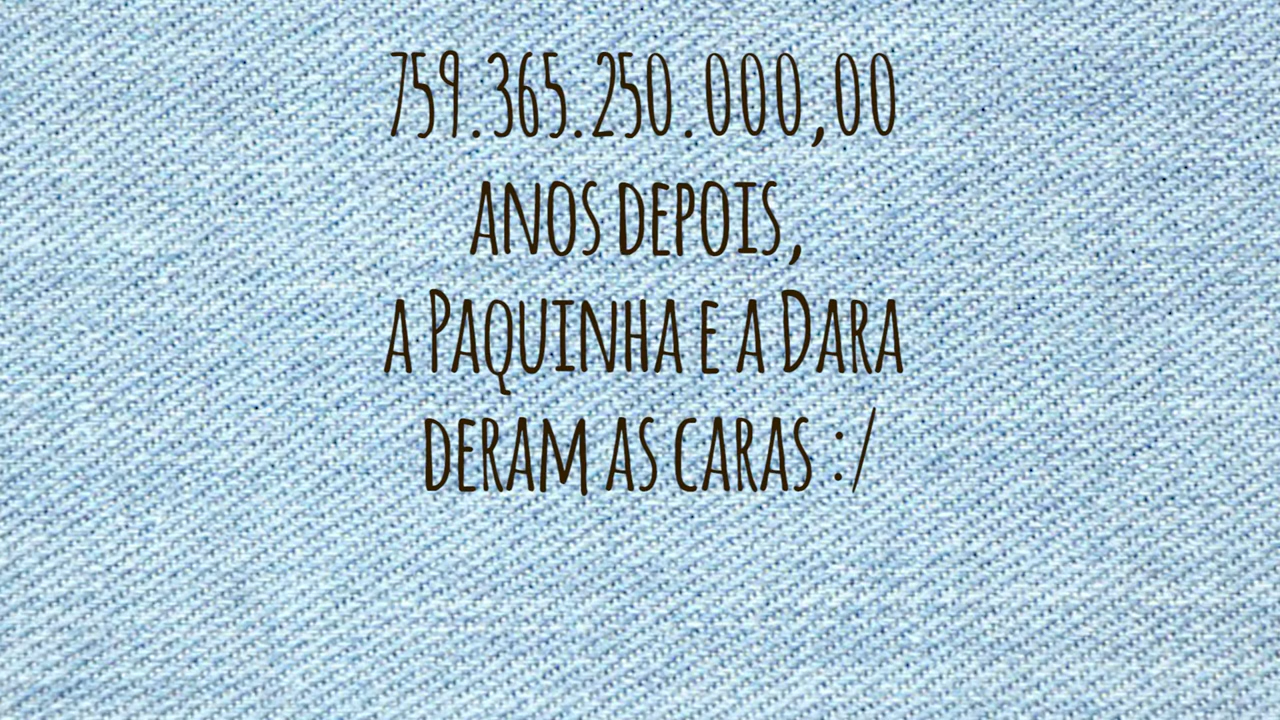 759.365.250.000,00
ANOS DEPOIS,
A PAQUINHA E A DARA
DERAM AS CARAS :/